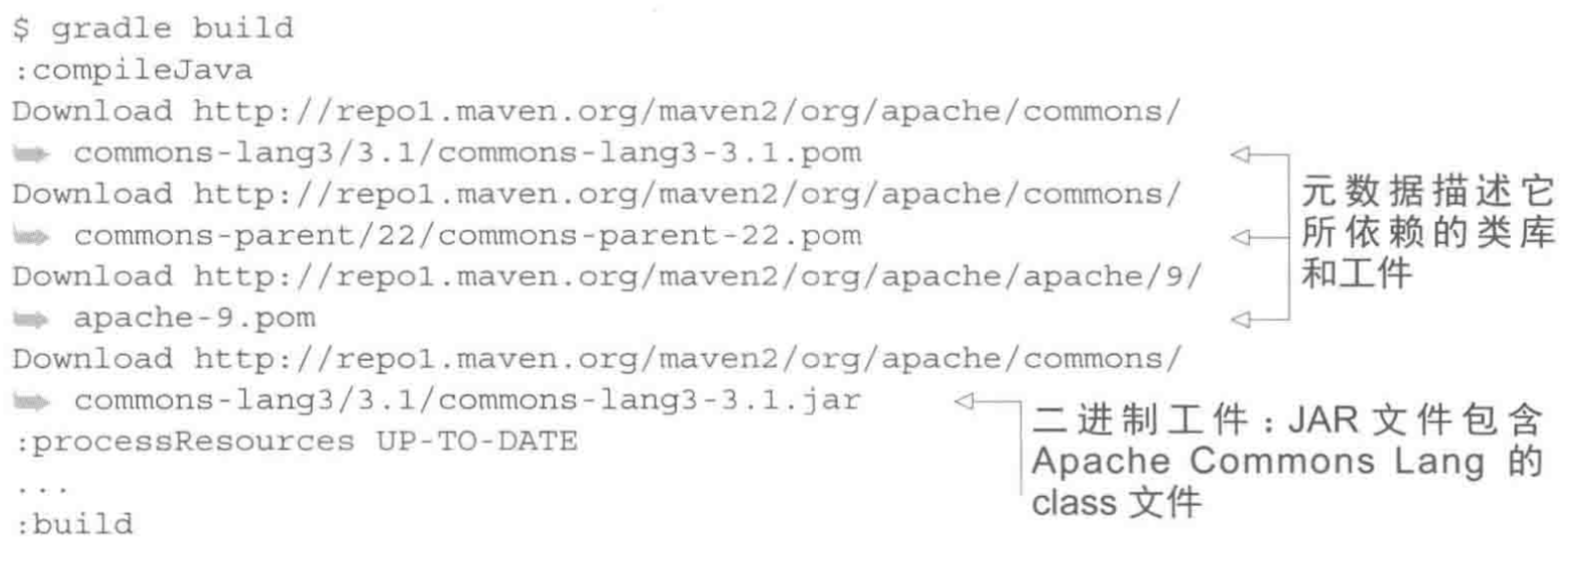 $ gradle build
:compileJava
Download http://repo1.maven.org/maven2/org/apache/commons/
➥ commons-lang3/3.1/commons-lang3-3.1.pom
Download http://repo1.maven.org/maven2/org/apache/commons/
➥ commons-parent/22/commons-parent-22.pom
Download http://repo1.maven.org/maven2/org/apache/apache/9/
➥ apache-9.pom
Download http://repo1.maven.org/maven2/org/apache/commons/
➥ commons-lang3/3.1/commons-lang3-3.1.jar
:processResources UP-TO-DATE
...
:build
元数据描述它
所依赖的类库
和工件
二进制工件：JAR 文件包含
Apache Commons Lang 的
class 文件